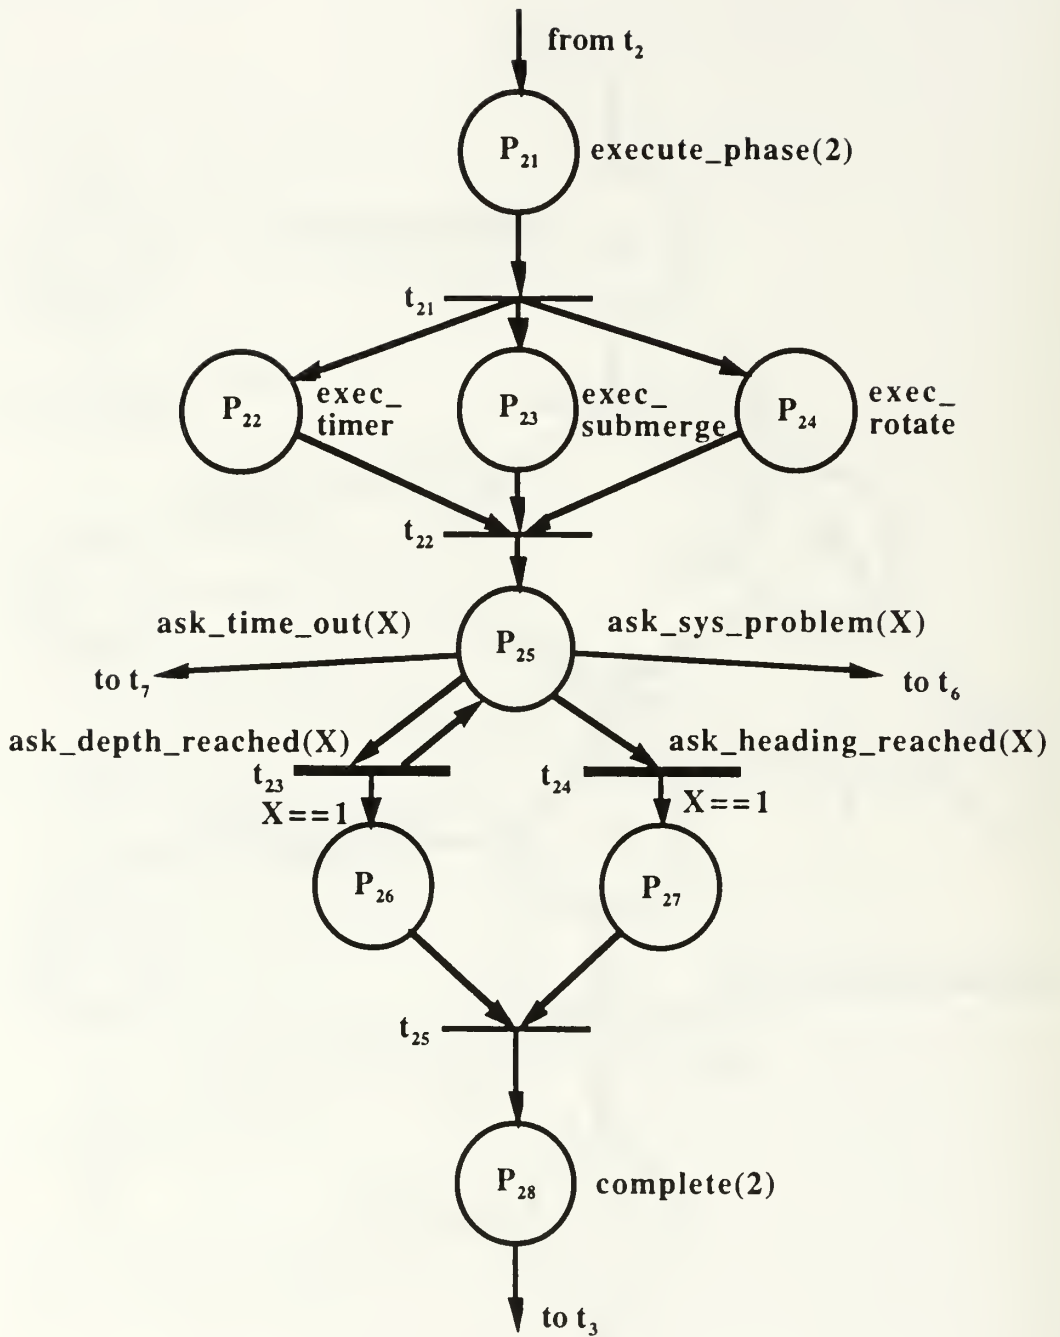 from t₂
P₂₁ execute_phase(2)
t₂₁
P₂₂ exec_
timer
P₂₃ exec_
submerge
P₂₄ exec_
rotate
t₂₂
ask_time_out(X)
P₂₅
ask_sys_problem(X)
to t₇
to t₆
ask_depth_reached(X)
ask_heading_reached(X)
t₂₃
X==1
t₂₄
X==1
P₂₆
P₂₇
t₂₅
P₂₈ complete(2)
to t₃